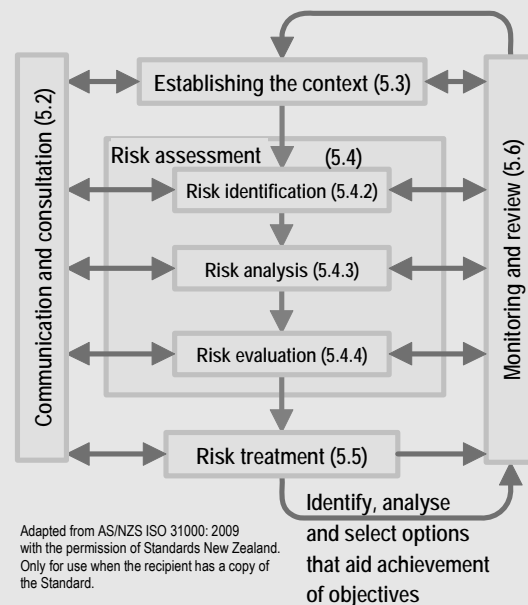 Establishing the context (5.3)
Communication and consultation (5.2)
Monitoring and review (5.6)
Risk assessment (5.4)
Risk identification (5.4.2)
Risk analysis (5.4.3)
Risk evaluation (5.4.4)
Risk treatment (5.5)
Identify, analyse
and select options
that aid achievement
of objectives
Adapted from AS/NZS ISO 31000: 2009
with the permission of Standards New Zealand.
Only for use when the recipient has a copy of
the Standard.